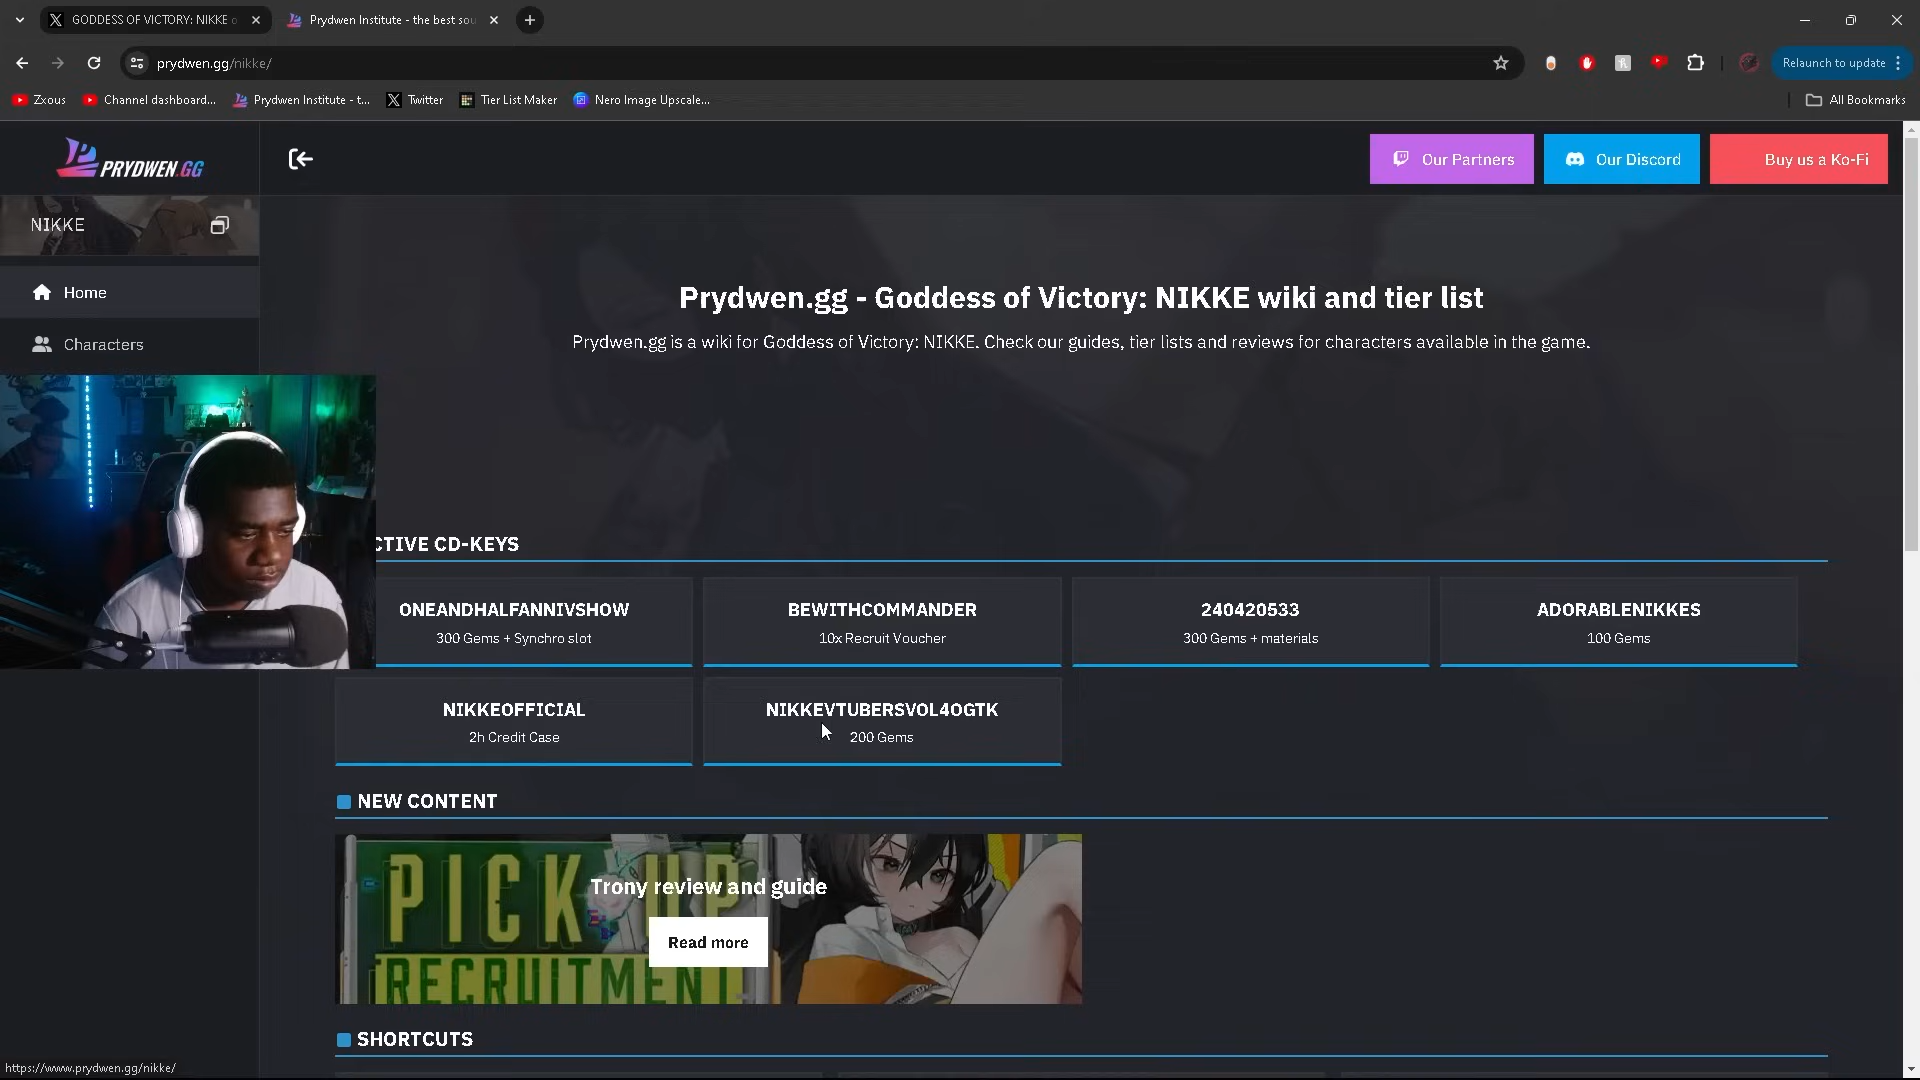 GODDESS OF VICTORY: NIKKE o
Prydwen Institute - the best sou
prydwen.gg/nikke/
Relaunch to update
Zxous
Channel dashboard...
Prydwen Institute - t...
Twitter
Tier List Maker
Nero Image Upscale...
All Bookmarks
PRYDWEN.GG
Our Partners
Our Discord
Buy us a Ko-Fi
NIKKE
Home
Characters
Prydwen.gg - Goddess of Victory: NIKKE wiki and tier list
Prydwen.gg is a wiki for Goddess of Victory: NIKKE. Check our guides, tier lists and reviews for characters available in the game.
CTIVE CD-KEYS
ONEANDHALFANNIVSHOW
300 Gems + Synchro slot
BEWITHCOMMANDER
10x Recruit Voucher
240420533
300 Gems + materials
ADORABLENIKKES
100 Gems
NIKKEOFFICIAL
2h Credit Case
NIKKEVTUBERSVOL4OGTK
200 Gems
NEW CONTENT
PICK UP
RECRUITMENT
Trony review and guide
Read more
SHORTCUTS
https://www.prydwen.gg/nikke/